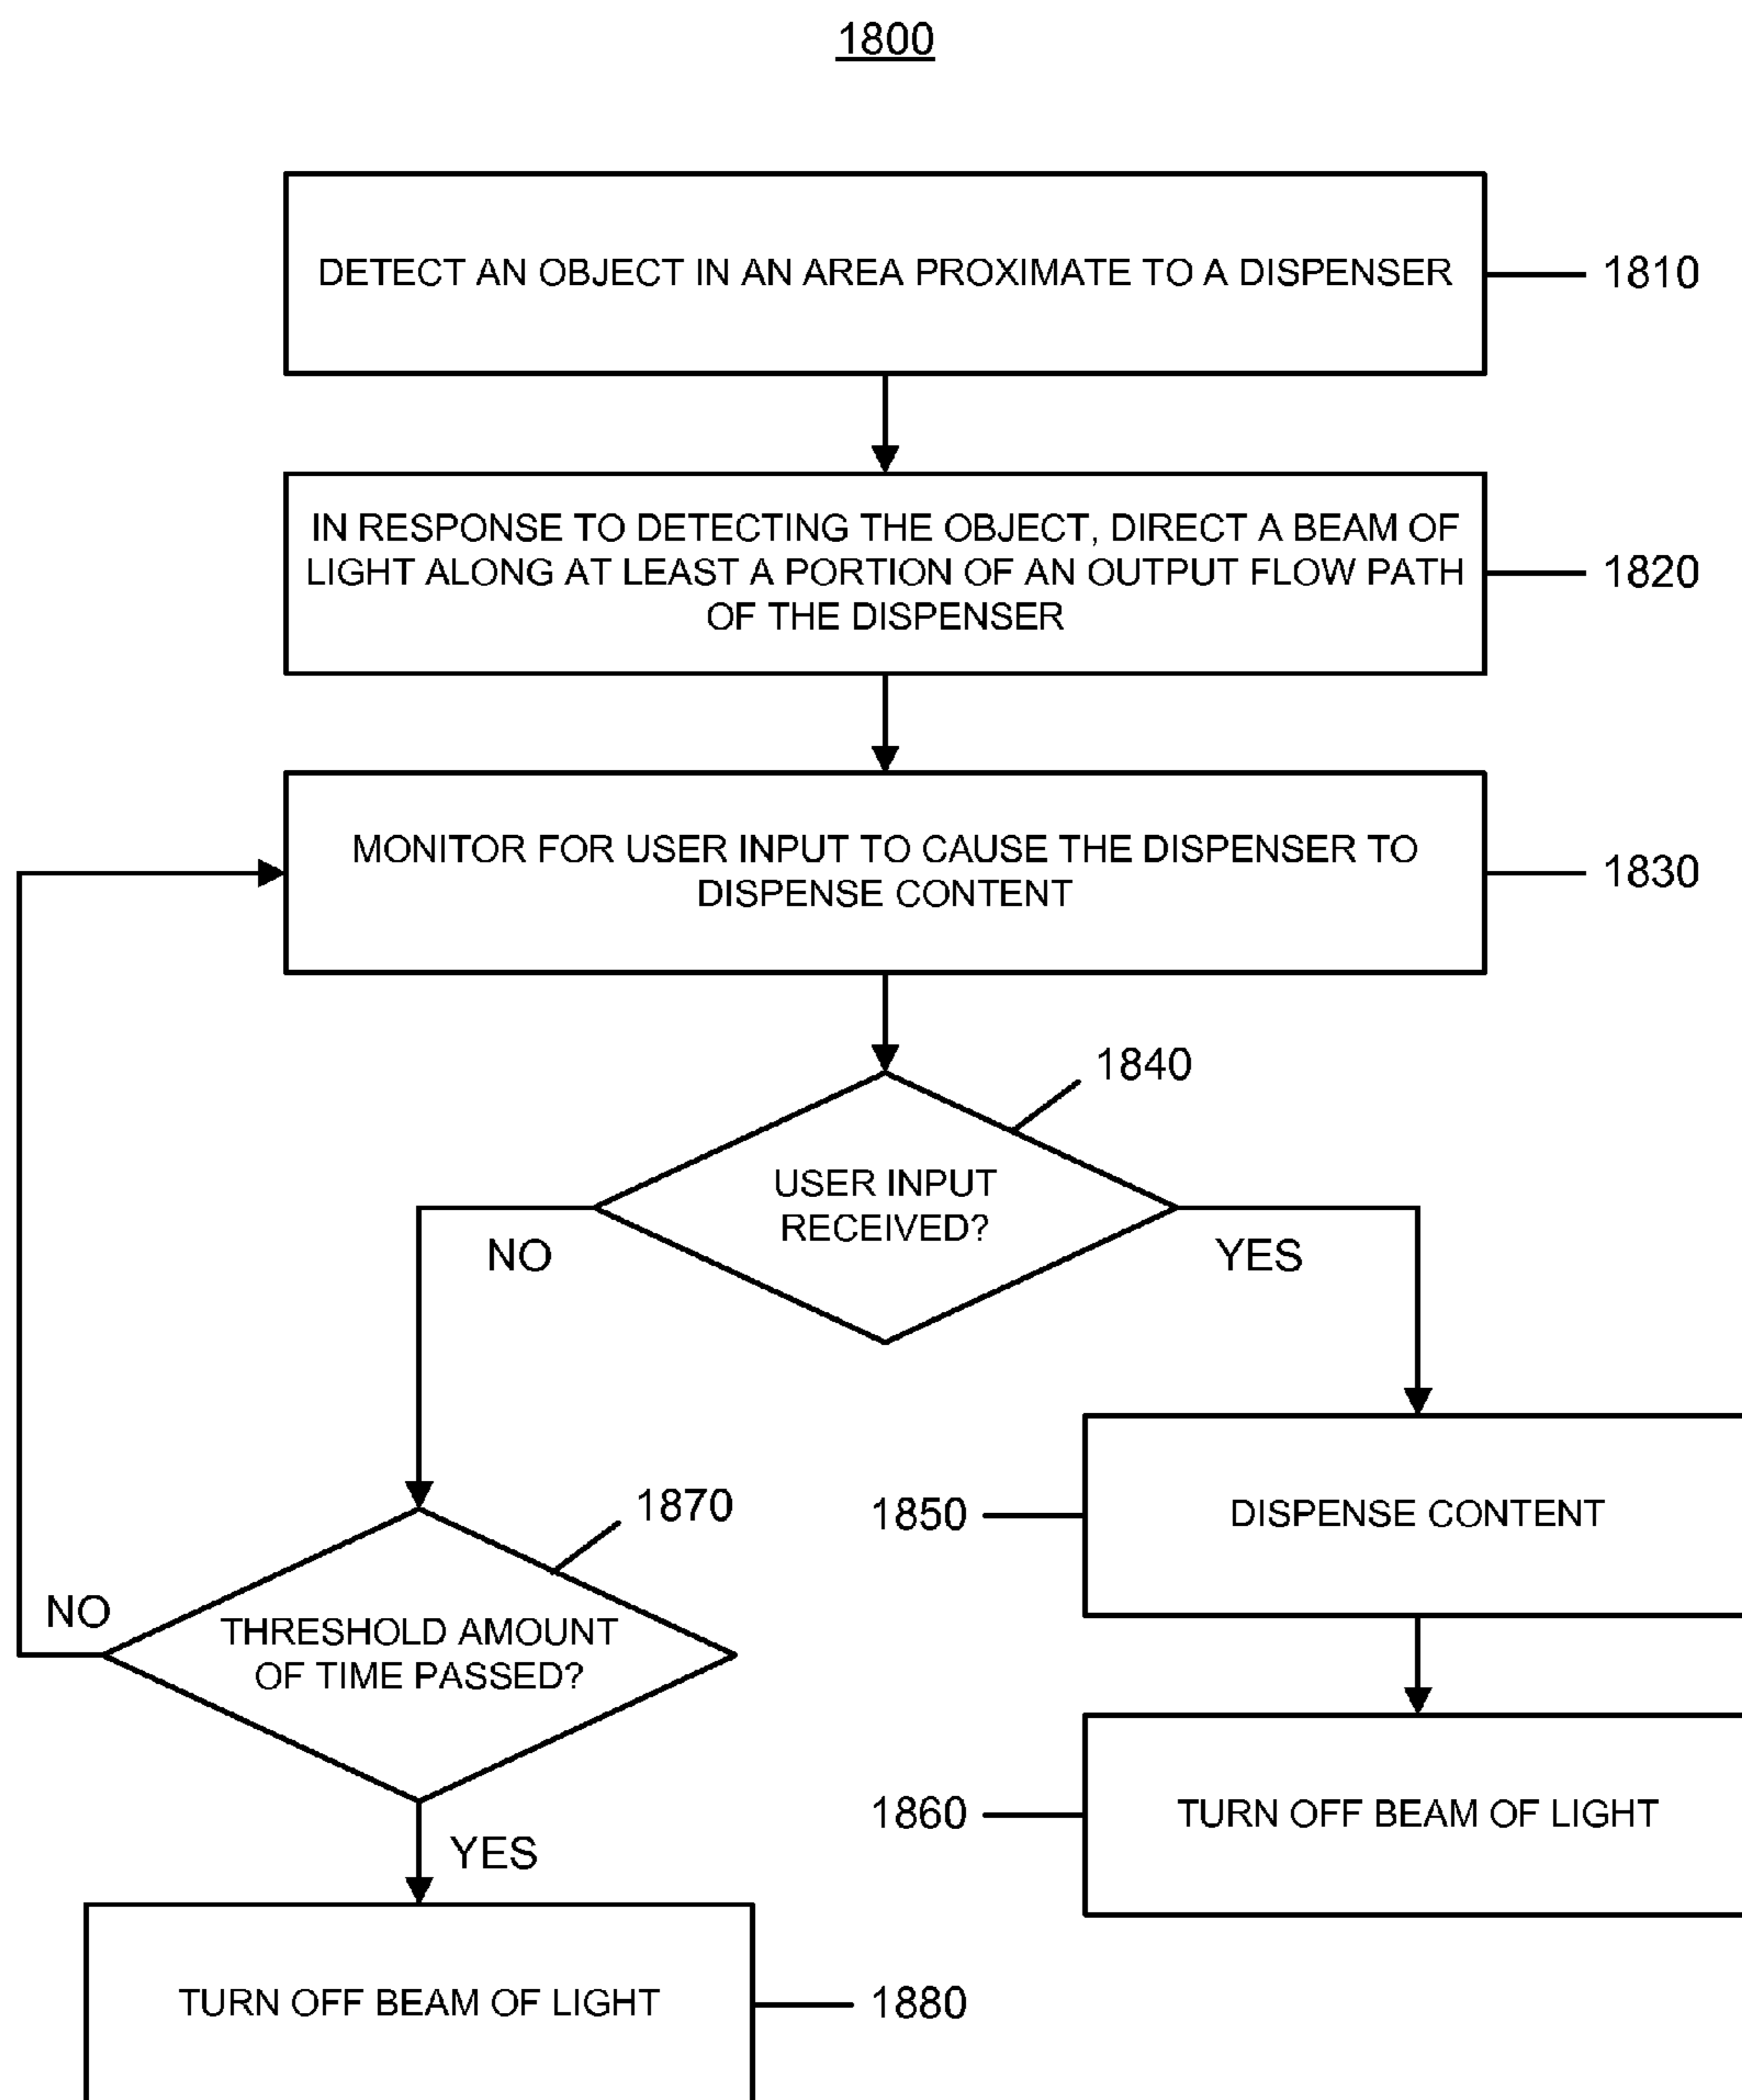 1800
DETECT AN OBJECT IN AN AREA PROXIMATE TO A DISPENSER
1810
IN RESPONSE TO DETECTING THE OBJECT, DIRECT A BEAM OF
LIGHT ALONG AT LEAST A PORTION OF AN OUTPUT FLOW PATH
OF THE DISPENSER
1820
MONITOR FOR USER INPUT TO CAUSE THE DISPENSER TO
DISPENSE CONTENT
1830
1840
USER INPUT
RECEIVED?
NO
YES
1850
DISPENSE CONTENT
1870
THRESHOLD AMOUNT
OF TIME PASSED?
NO
YES
1860
TURN OFF BEAM OF LIGHT
TURN OFF BEAM OF LIGHT
1880